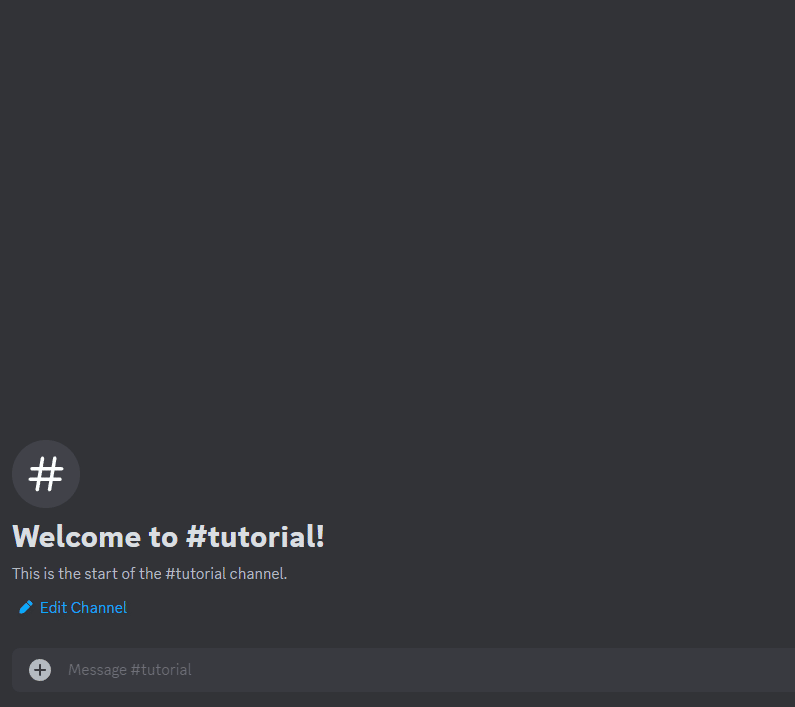 Welcome to #tutorial!
This is the start of the #tutorial channel.
Edit Channel
Message #tutorial